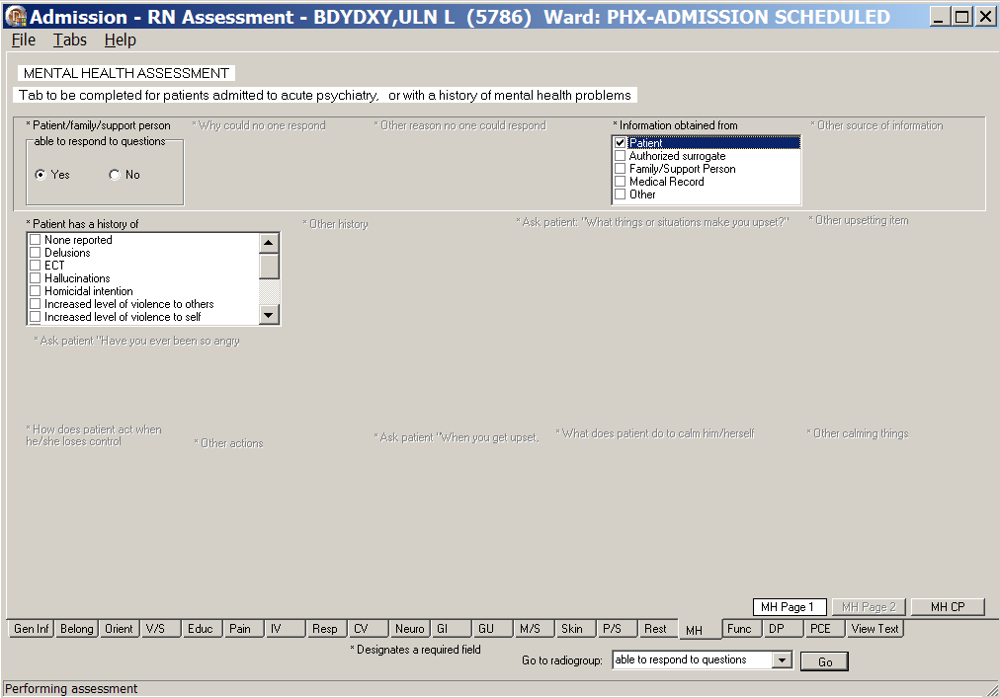 Admission - RN Assessment - BDYDXY,ULN L (5786) Ward: PHX-ADMISSION SCHEDULED
File Tabs Help
MENTAL HEALTH ASSESSMENT
Tab to be completed for patients admitted to acute psychiatry, or with a history of mental health problems
* Patient/family/support person
able to respond to questions
Yes No
* Why could no one respond
* Other reason no one could respond
* Information obtained from
Patient
Authorized surrogate
Family/Support Person
Medical Record
Other
* Other source of information
* Patient has a history of
None reported
Delusions
ECT
Hallucinations
Homicidal intention
Increased level of violence to others
Increased level of violence to self
* Other history
* Ask patient: "What things or situations make you upset?"
* Other upsetting item
* Ask patient "Have you ever been so angry
* How does patient act when
he/she loses control
* Other actions
* Ask patient "When you get upset,
* What does patient do to calm him/herself
* Other calming things
MH Page 1 MH Page 2 MH CP
Gen Inf Belong Orient V/S Educ Pain IV Resp CV Neuro GI GU M/S Skin P/S Rest MH Func DP PCE View Text
* Designates a required field
Go to radiogroup: able to respond to questions Go
Performing assessment